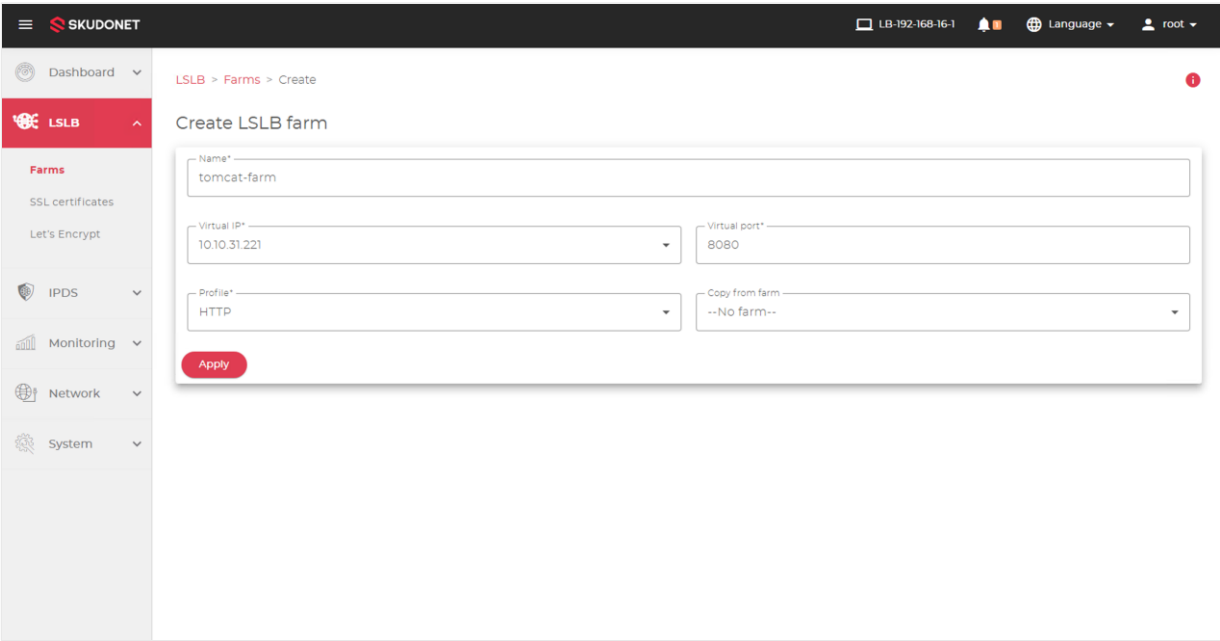 SKUDONET
LB-192-168-16-1
Language
root
Dashboard
LSLB
Farms
SSL certificates
Let's Encrypt
IPDS
Monitoring
Network
System
LSLB > Farms > Create
Create LSLB farm
Name*
tomcat-farm
Virtual IP*
10.10.31.221
Virtual port*
8080
Profile*
HTTP
Copy from farm
--No farm--
Apply